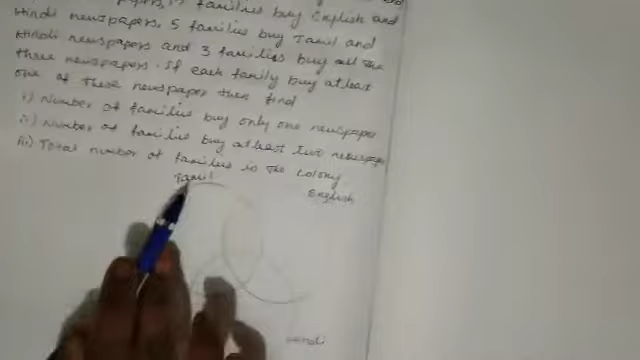 families buy English and
Hindi newspapers, 5 families buy Tamil and
Hindi newspapers and 3 families buy all the
three newspapers. If each family buy atleast
one of these newspaper then find
i) Number of families buy only one newspaper
ii) Number of families buy atleast two newspaper
iii) Total number of families in the colony
Tamil
English
Hindi